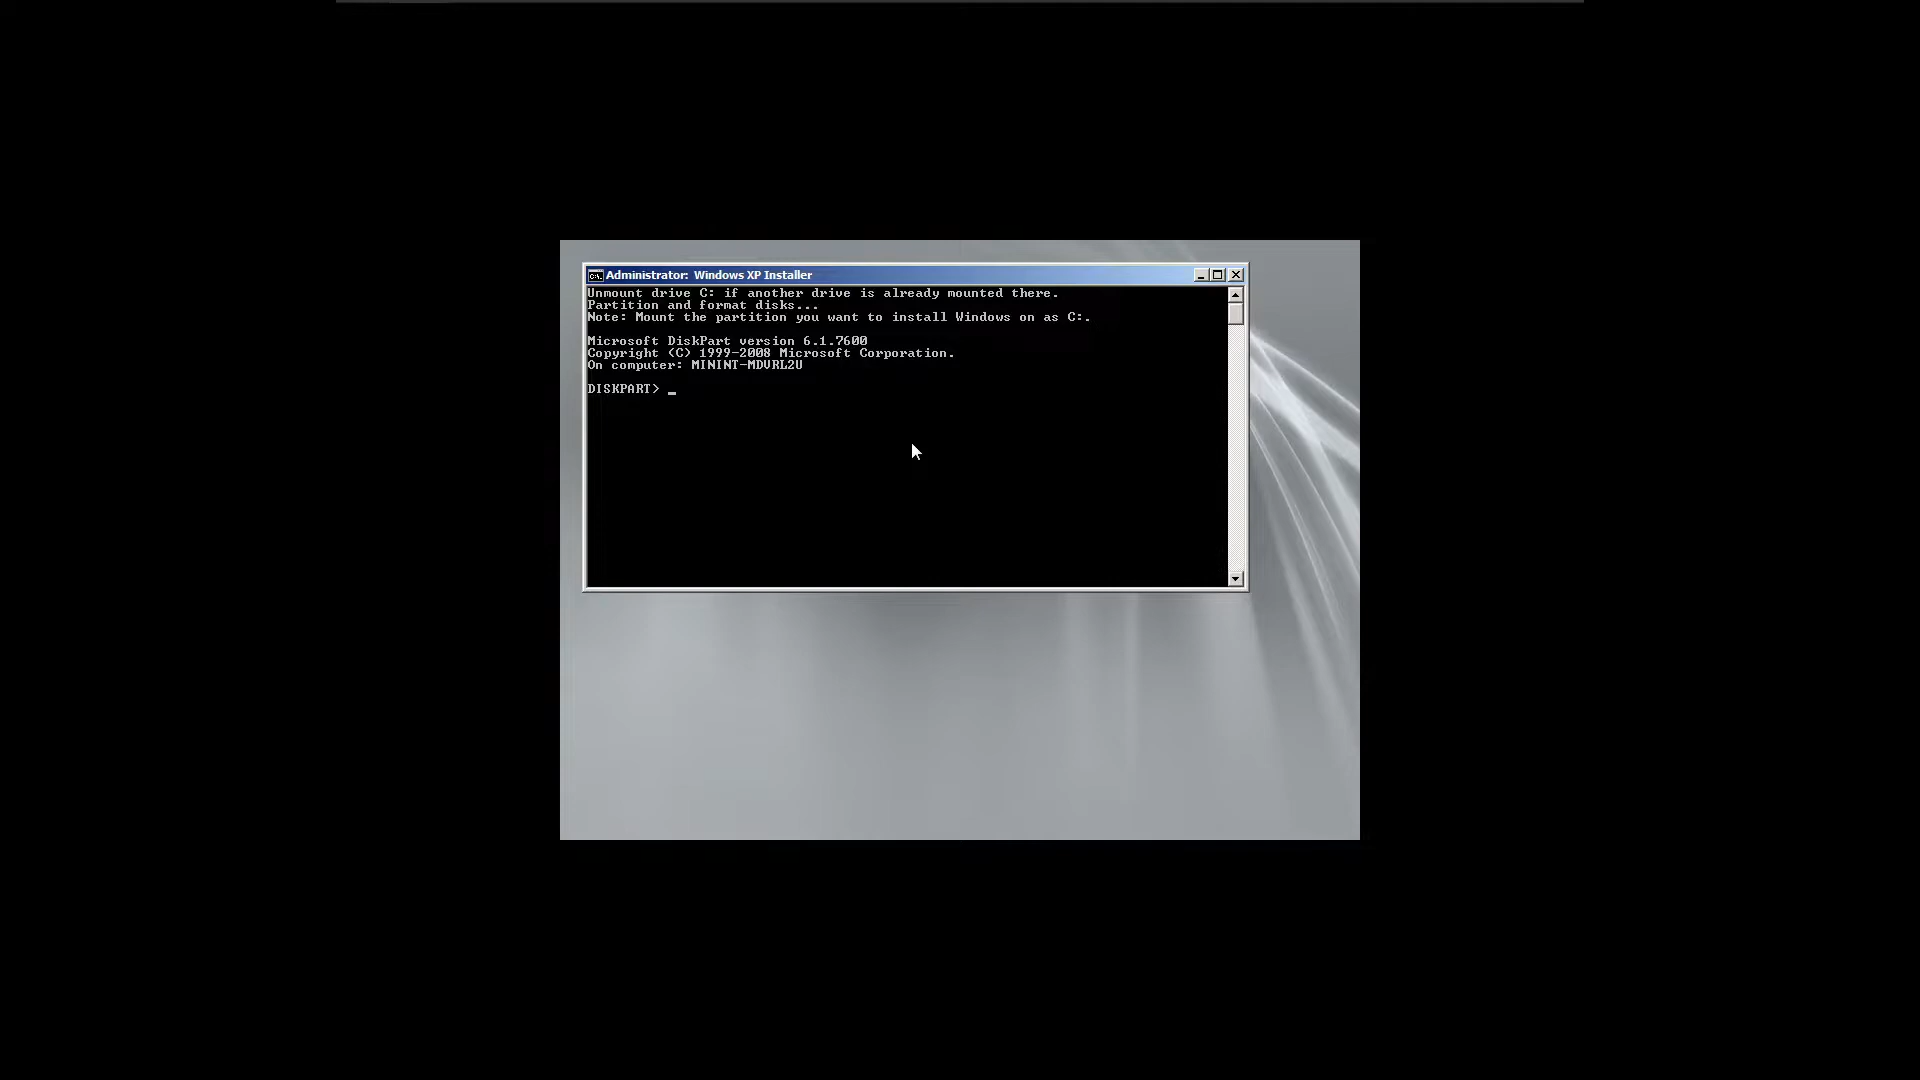 Administrator: Windows XP Installer
Unmount drive C: if another drive is already mounted there.
Partition and format disks...
Note: Mount the partition you want to install Windows on as C:.
Microsoft DiskPart version 6.1.7600
Copyright (C) 1999-2008 Microsoft Corporation.
On computer: MININT-MDVRL2U
DISKPART> _